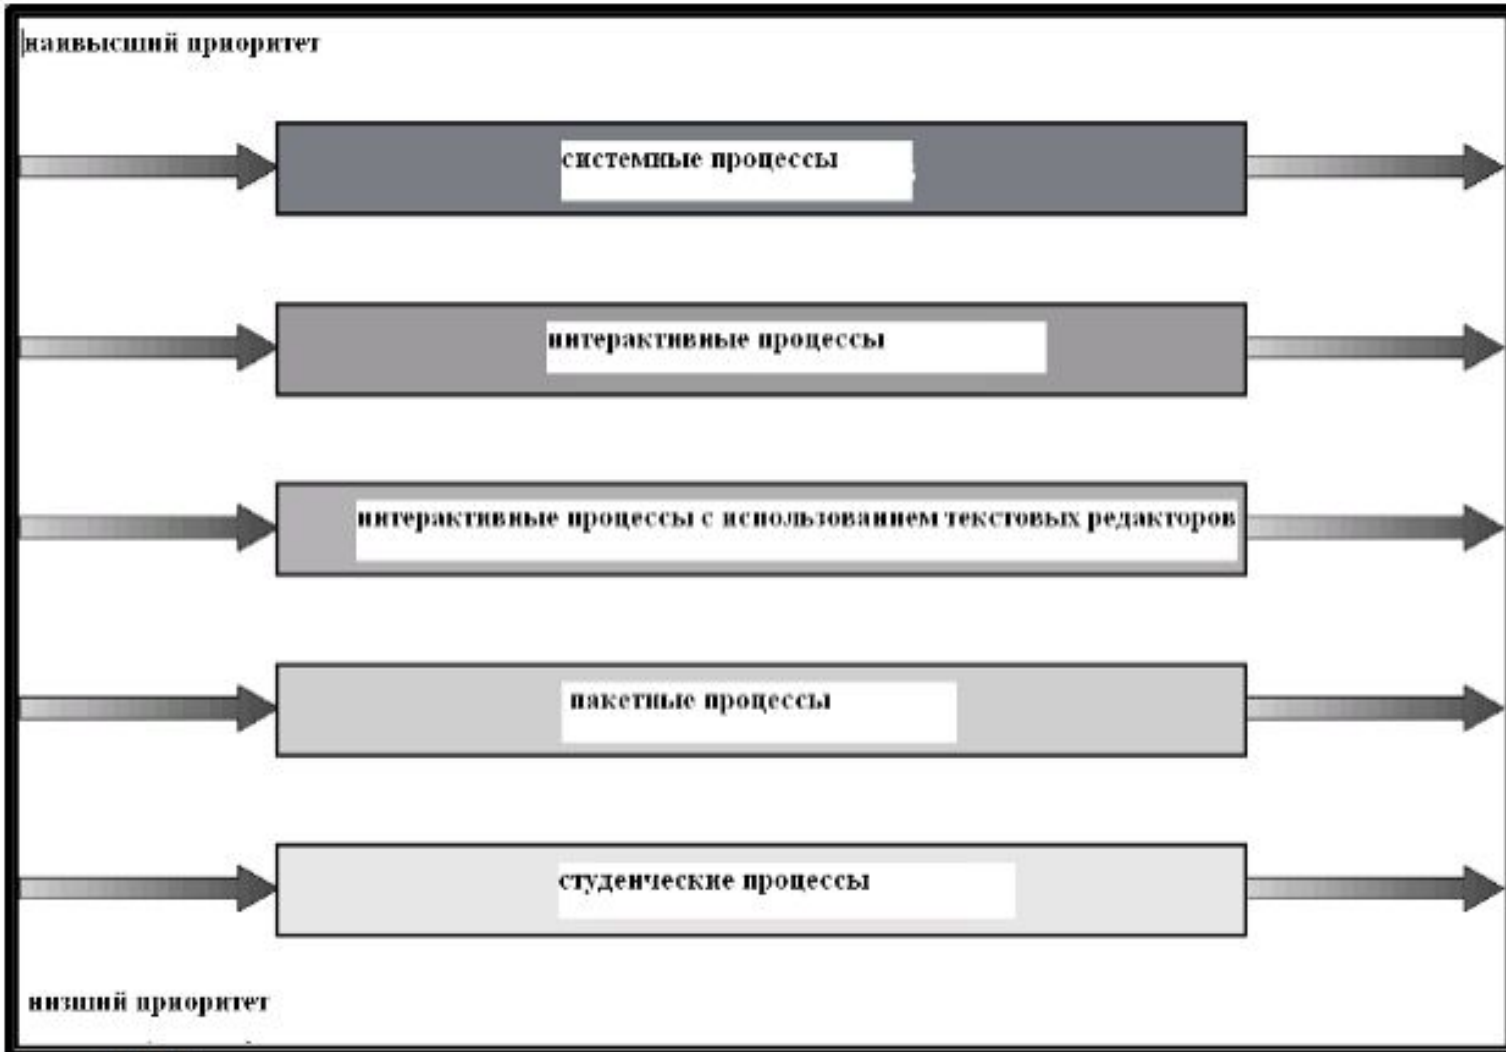 наивысший приоритет
системные процессы
интерактивные процессы
интерактивные процессы с использованием текстовых редакторов
пакетные процессы
студенческие процессы
низший приоритет